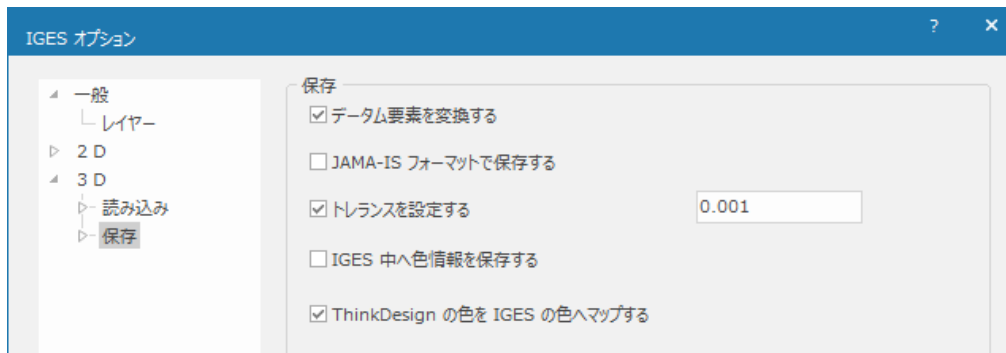 IGES オプション
?
×
一般
レイヤー
2 D
3 D
読み込み
保存
保存
データム要素を変換する
JAMA-IS フォーマットで保存する
トレランスを設定する 0.001
IGES 中へ色情報を保存する
ThinkDesign の色を IGES の色へマップする